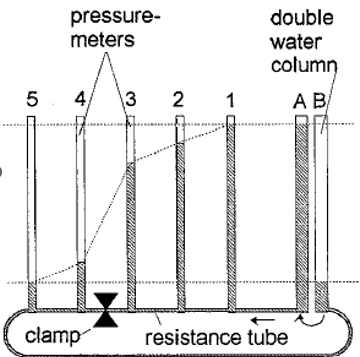 pressure-
meters
double
water
column
5 4 3 2 1 A B
clamp
resistance tube